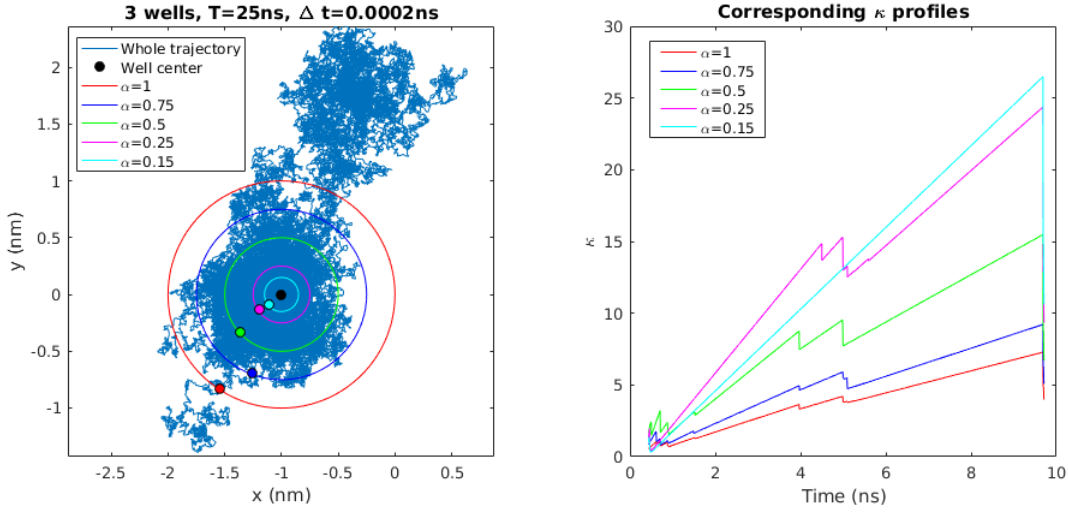 3 wells, T=25ns, Δ t=0.0002ns
Whole trajectory
Well center
α=1
α=0.75
α=0.5
α=0.25
α=0.15
2
1.5
1
0.5
0
-0.5
-1
y (nm)
-2.5
-2
-1.5
-1
-0.5
0
0.5
x (nm)
Corresponding κ profiles
α=1
α=0.75
α=0.5
α=0.25
α=0.15
30
25
20
15
10
5
0
κ
0
2
4
6
8
10
Time (ns)